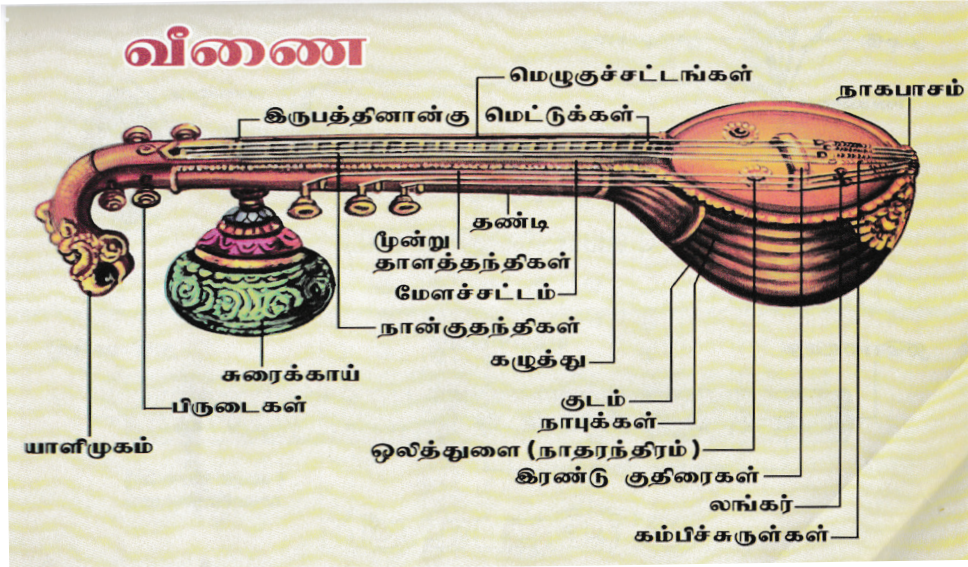 வீணை
மெழுகுச்சட்டங்கள்
நாகபாசம்
இருபத்தினான்கு மெட்டுக்கள்
தண்டி
மூன்று
தாளத்தந்திகள்
மேளச்சட்டம்
நான்குதந்திகள்
கழுத்து
சுரைக்காய்
குடம்
பிருடைகள்
நாபுக்கள்
யாளிமுகம்
ஒலித்துளை (நாதரந்திரம்)
இரண்டு குதிரைகள்
லங்கர்
கம்பிச்சுருள்கள்